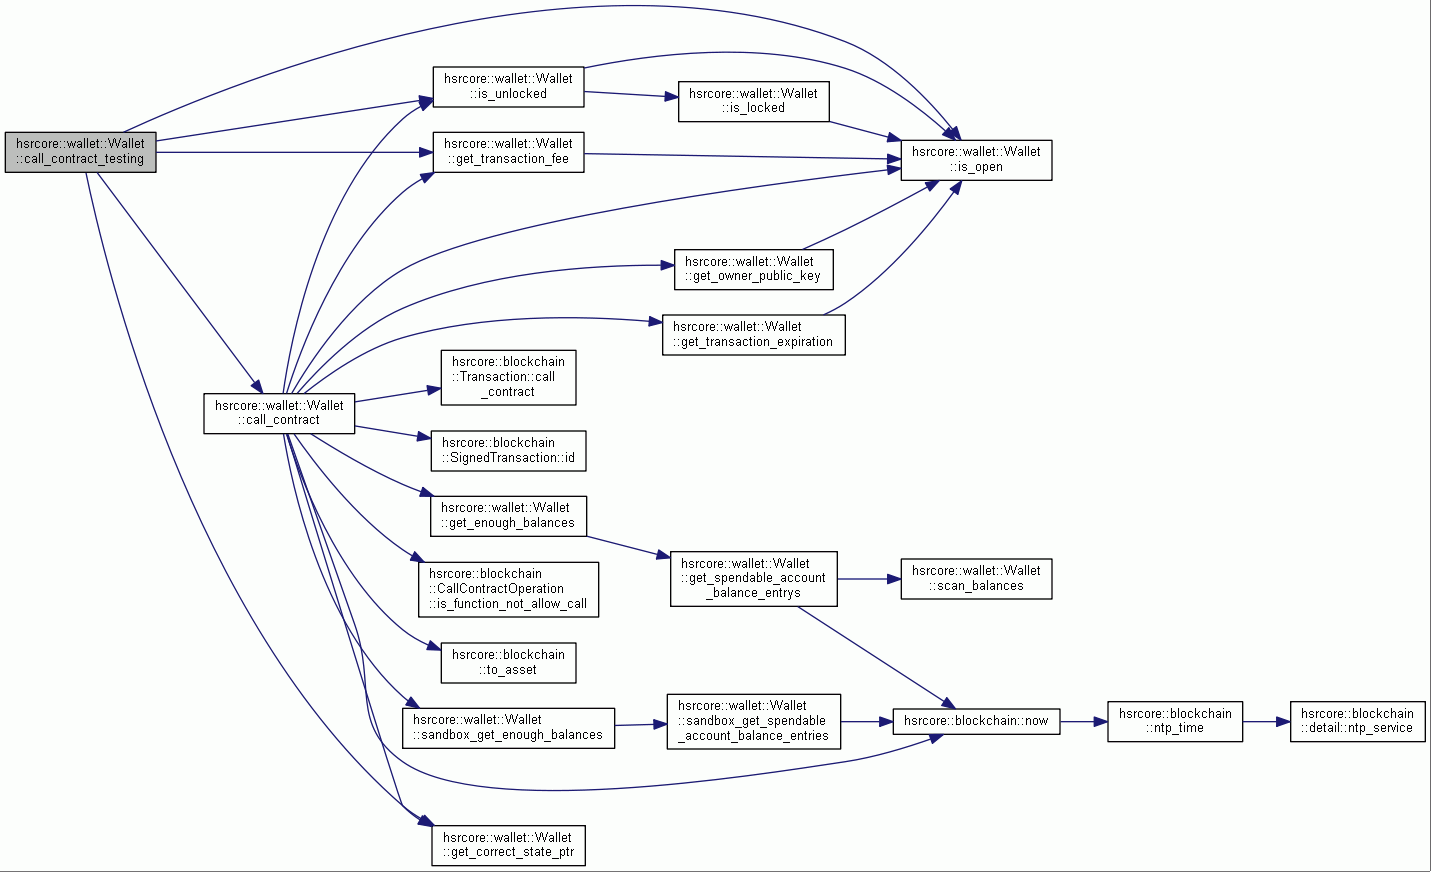 hsrcore::wallet::Wallet
::call_contract_testing
hsrcore::wallet::Wallet
::is_unlocked
hsrcore::wallet::Wallet
::is_locked
hsrcore::wallet::Wallet
::get_transaction_fee
hsrcore::wallet::Wallet
::is_open
hsrcore::wallet::Wallet
::get_owner_public_key
hsrcore::wallet::Wallet
::get_transaction_expiration
hsrcore::wallet::Wallet
::call_contract
hsrcore::blockchain
::Transaction::call
_contract
hsrcore::blockchain
::SignedTransaction::id
hsrcore::wallet::Wallet
::get_enough_balances
hsrcore::wallet::Wallet
::get_spendable_account
_balance_entrys
hsrcore::wallet::Wallet
::scan_balances
hsrcore::blockchain
::CallContractOperation
::is_function_not_allow_call
hsrcore::blockchain
::to_asset
hsrcore::wallet::Wallet
::sandbox_get_enough_balances
hsrcore::wallet::Wallet
::sandbox_get_spendable
_account_balance_entries
hsrcore::blockchain::now
hsrcore::blockchain
::ntp_time
hsrcore::blockchain
::detail::ntp_service
hsrcore::wallet::Wallet
::get_correct_state_ptr